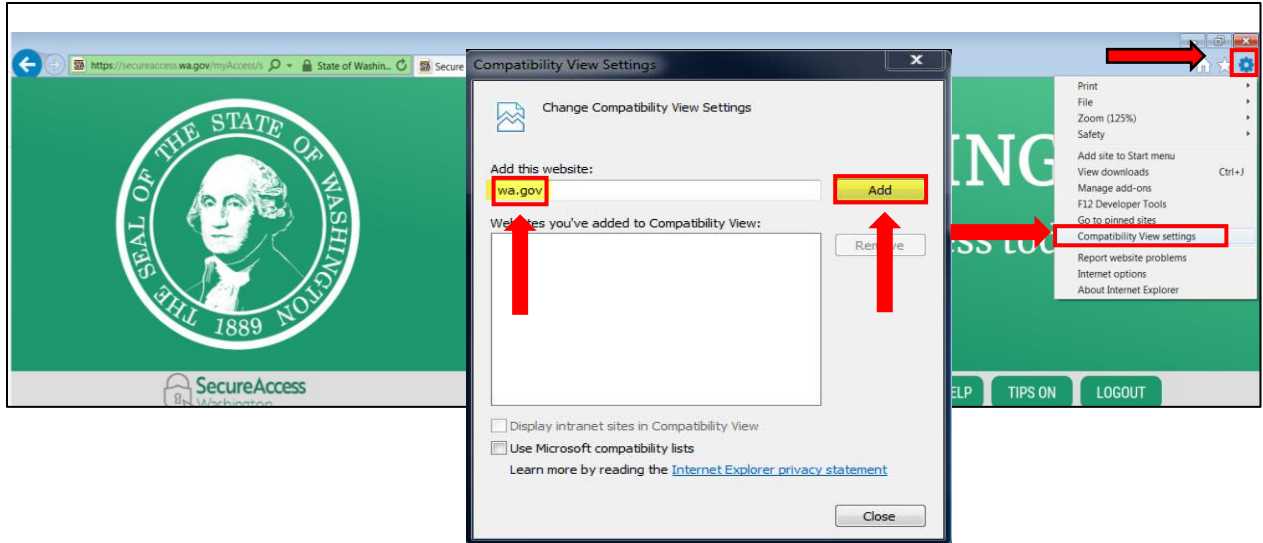 https://secureaccess.wa.gov/myAccess/s
State of Washin...
Secure
THE SEAL OF THE STATE OF WASHINGTON
1889
SecureAccess
Washington
Compatibility View Settings
Change Compatibility View Settings
Add this website:
wa.gov
Add
Websites you've added to Compatibility View:
Remove
Display intranet sites in Compatibility View
Use Microsoft compatibility lists
Learn more by reading the Internet Explorer privacy statement
Close
ING
ess tod
Print
File
Zoom (125%)
Safety
Add site to Start menu
View downloads Ctrl+J
Manage add-ons
F12 Developer Tools
Go to pinned sites
Compatibility View settings
Report website problems
Internet options
About Internet Explorer
ELP
TIPS ON
LOGOUT